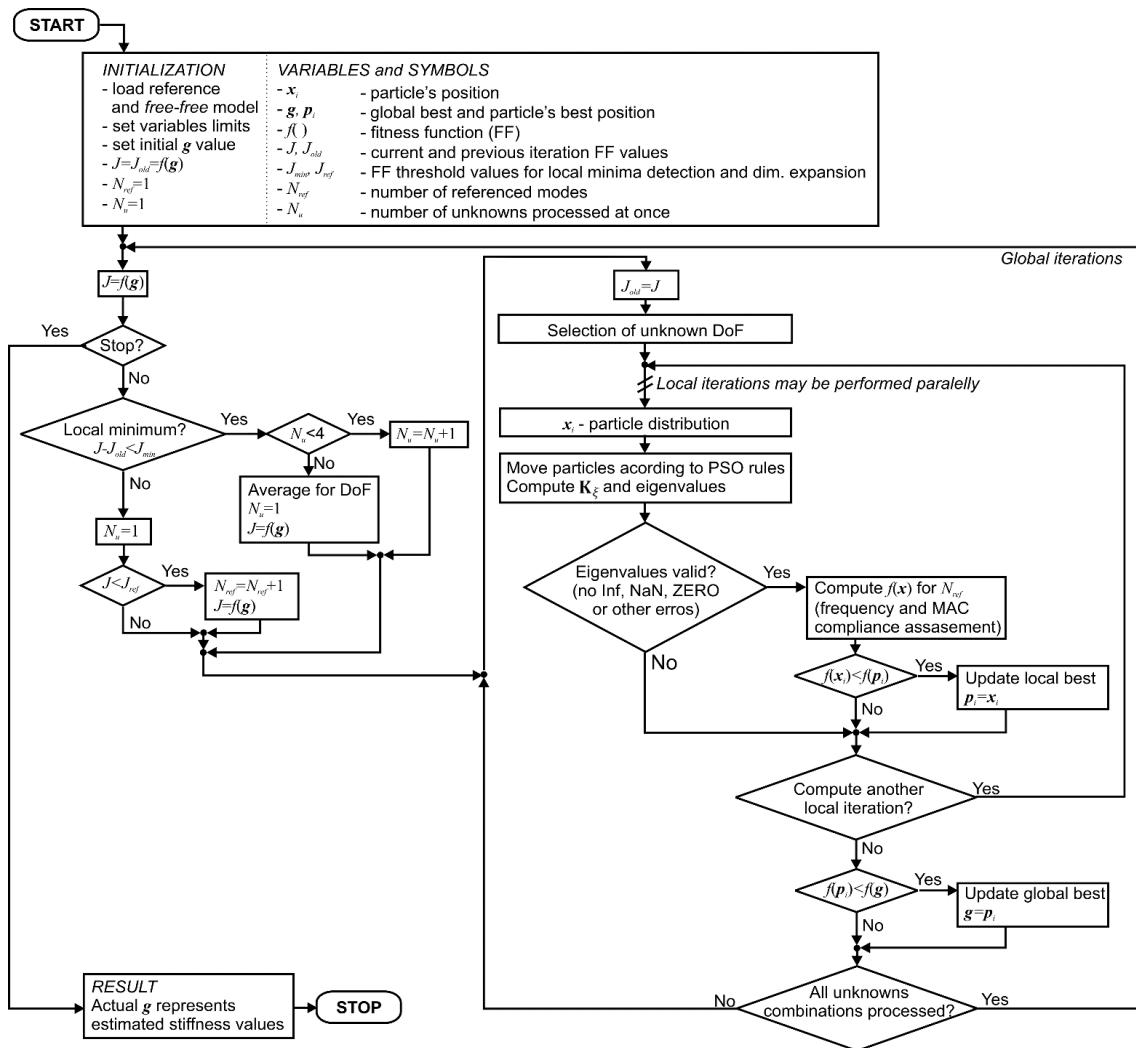 START
INITIALIZATION
- load reference
and free-free model
- set variables limits
- set initial g value
- J=J_old=f(g)
- N_ref=1
- N_u=1
VARIABLES and SYMBOLS
- x_i - particle's position
- g, p_i - global best and particle's best position
- f( ) - fitness function (FF)
- J, J_old - current and previous iteration FF values
- J_min, J_ref - FF threshold values for local minima detection and dim. expansion
- N_ref - number of referenced modes
- N_u - number of unknowns processed at once
Global iterations
J=f(g)
Yes
Stop?
No
Local minimum?
J-J_old<J_min
Yes
N_u<4
Yes
N_u=N_u+1
No
Average for DoF
N_u=1
J=f(g)
No
N_u=1
J<J_ref
Yes
N_ref=N_ref+1
J=f(g)
No
J_old=J
Selection of unknown DoF
Local iterations may be performed paralelly
x_i - particle distribution
Move particles acording to PSO rules
Compute K_ξ and eigenvalues
Eigenvalues valid?
(no Inf, NaN, ZERO
or other erros)
Yes
Compute f(x) for N_ref
(frequency and MAC
compliance assasement)
No
f(x_i)<f(p_i)
Yes
Update local best
p_i=x_i
No
Compute another
local iteration?
Yes
No
f(p_i)<f(g)
Yes
Update global best
g=p_i
No
All unknowns
combinations processed?
No
Yes
RESULT
Actual g represents
estimated stiffness values
STOP